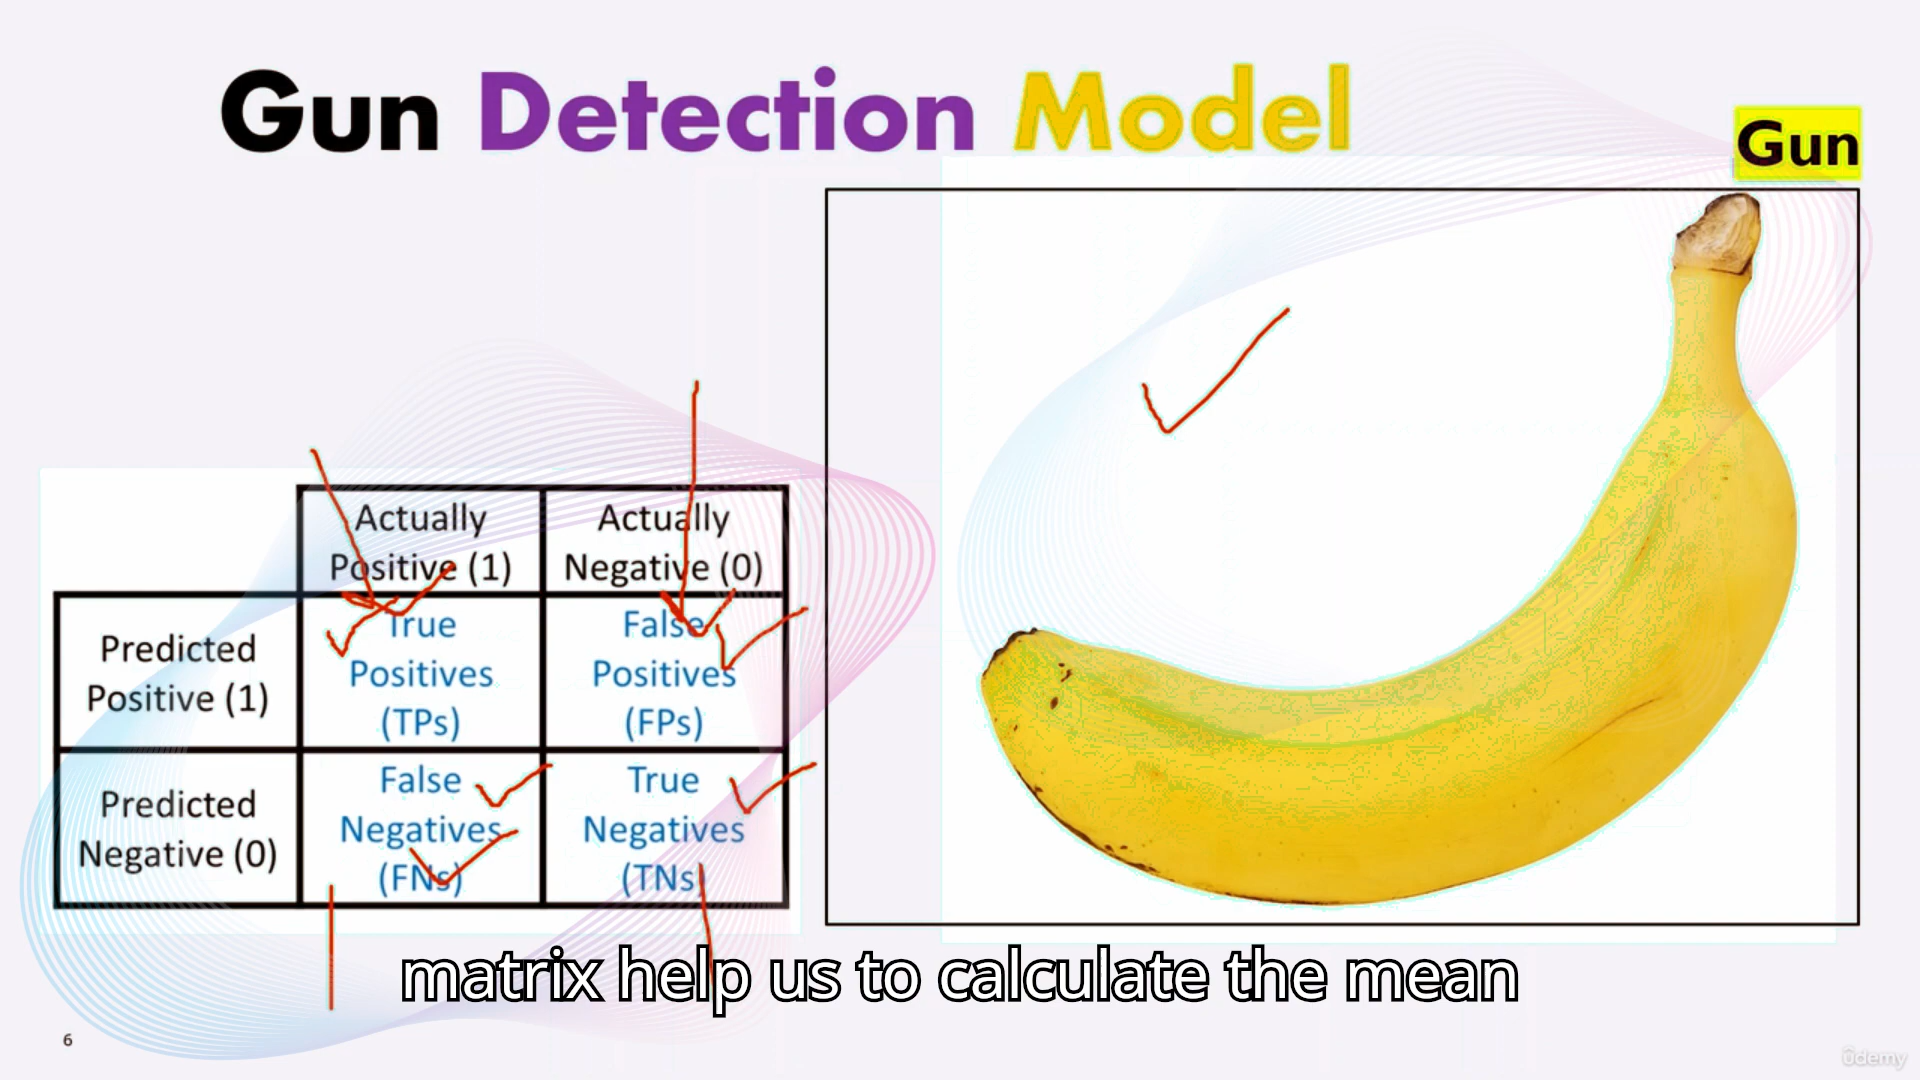 Gun Detection Model
Gun
Actually
Positive (1)
Actually
Negative (0)
Predicted
Positive (1)
True
Positives
(TPs)
False
Positives
(FPs)
Predicted
Negative (0)
False
Negatives
(FNs)
True
Negatives
(TNs)
matrix help us to calculate the mean
6
ûdemy